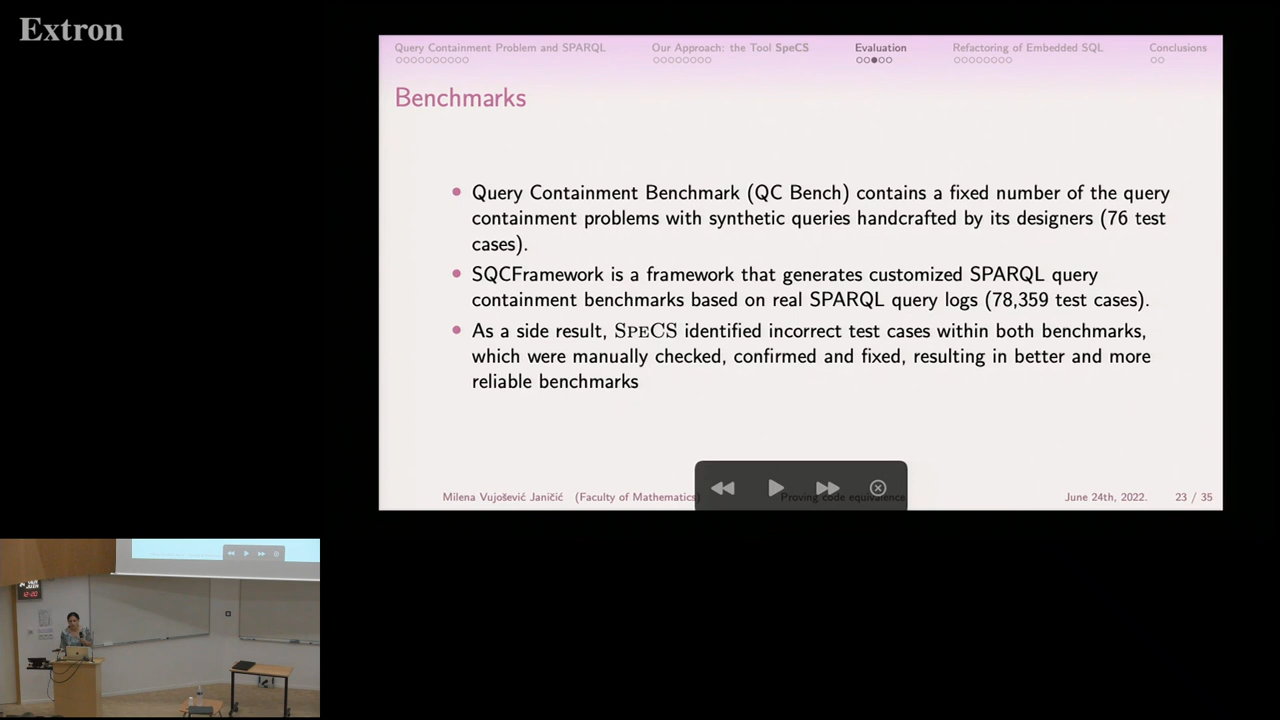 Extron
Query Containment Problem and SPARQL
Our Approach: the Tool SpeCS
Evaluation
Refactoring of Embedded SQL
Conclusions
Benchmarks
Query Containment Benchmark (QC Bench) contains a fixed number of the query
containment problems with synthetic queries handcrafted by its designers (76 test
cases).
SQCFramework is a framework that generates customized SPARQL query
containment benchmarks based on real SPARQL query logs (78,359 test cases).
As a side result, SPECS identified incorrect test cases within both benchmarks,
which were manually checked, confirmed and fixed, resulting in better and more
reliable benchmarks
Milena Vujošević Janičić (Faculty of Mathematics)
Proving code equivalence
June 24th, 2022.
23 / 35
12:20